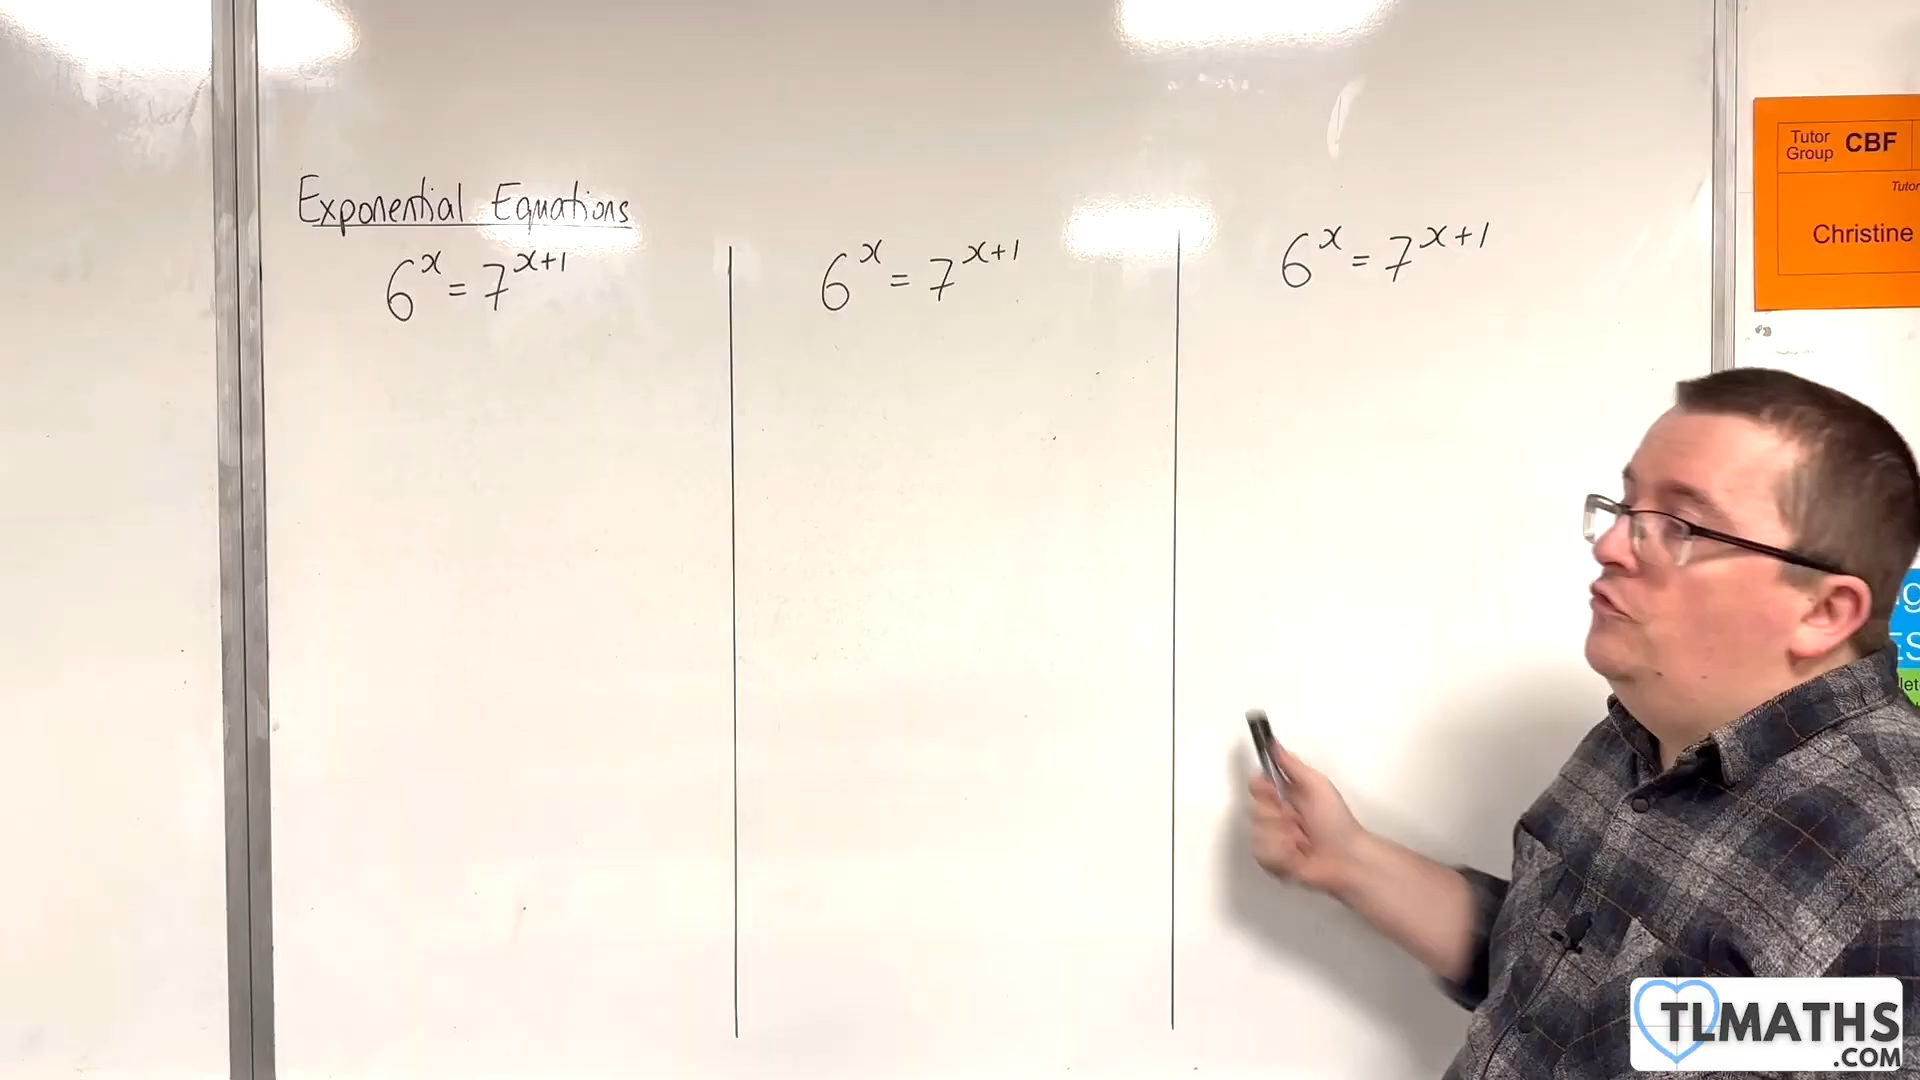 Exponential Equations
6^x = 7^{x+1}
6^x = 7^{x+1}
6^x = 7^{x+1}
Tutor Group CBF
Tutor
Christine
TLMATHS
.COM